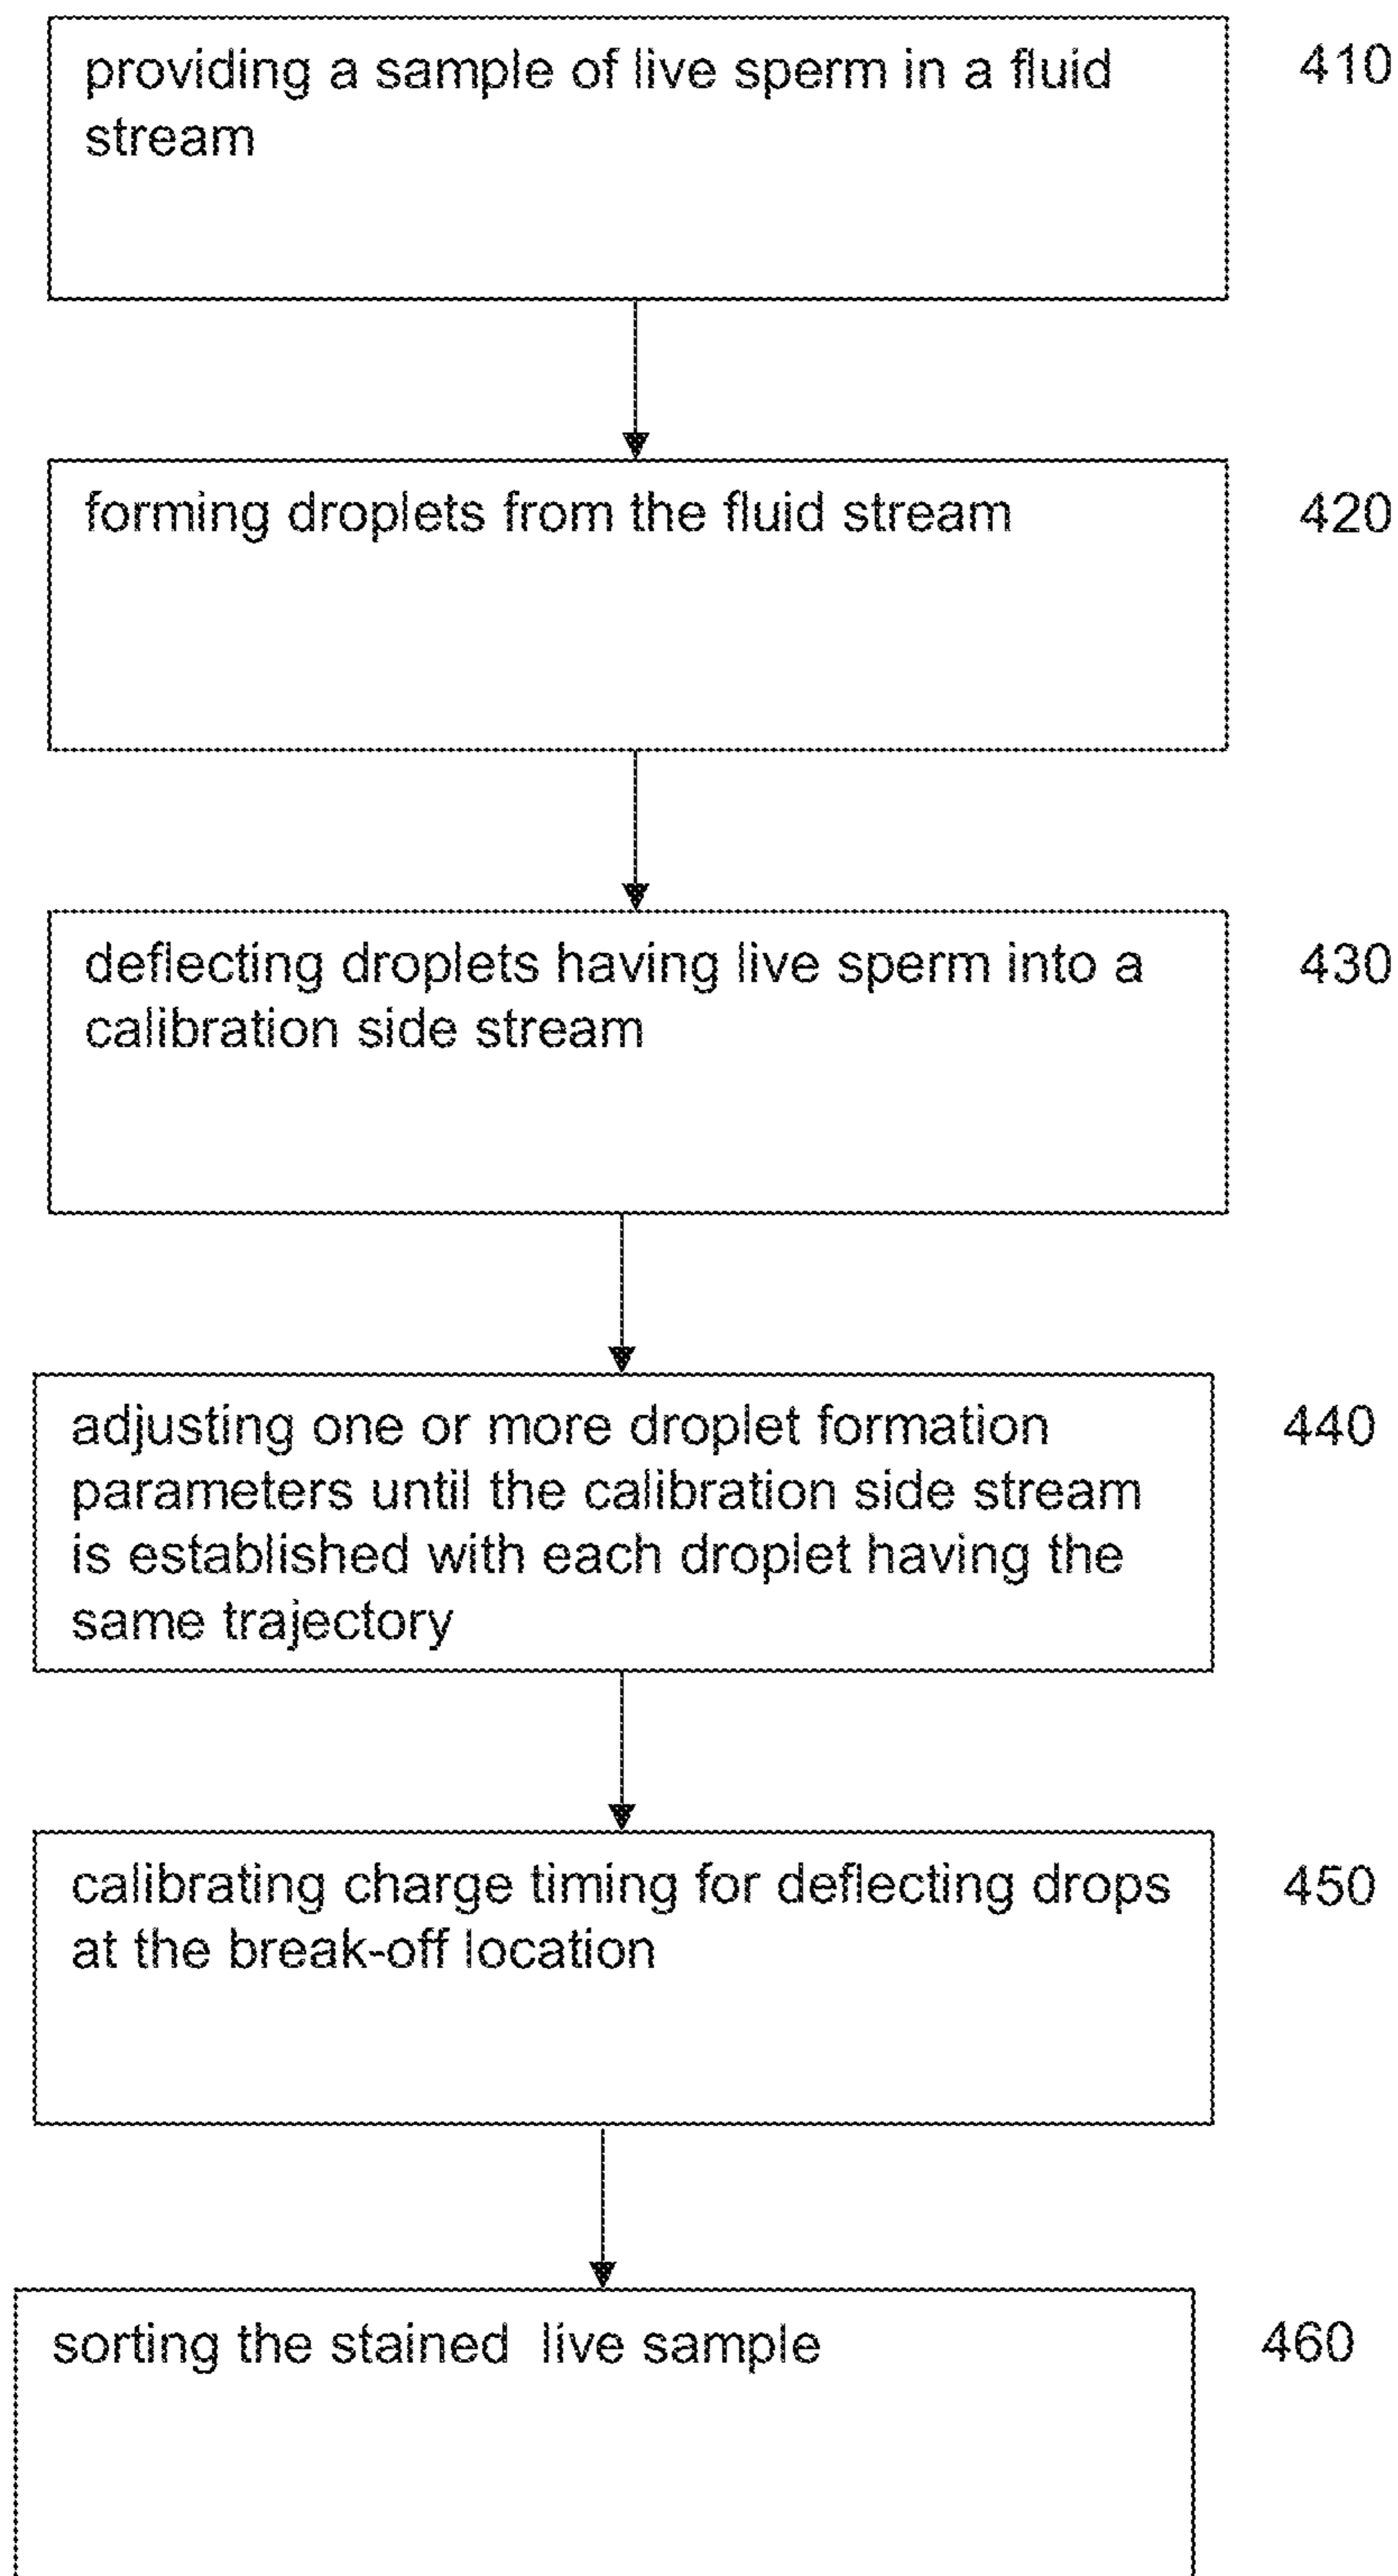 providing a sample of live sperm in a fluid
stream
410
forming droplets from the fluid stream
420
deflecting droplets having live sperm into a
calibration side stream
430
adjusting one or more droplet formation
parameters until the calibration side stream
is established with each droplet having the
same trajectory
440
calibrating charge timing for deflecting drops
at the break-off location
450
sorting the stained live sample
460